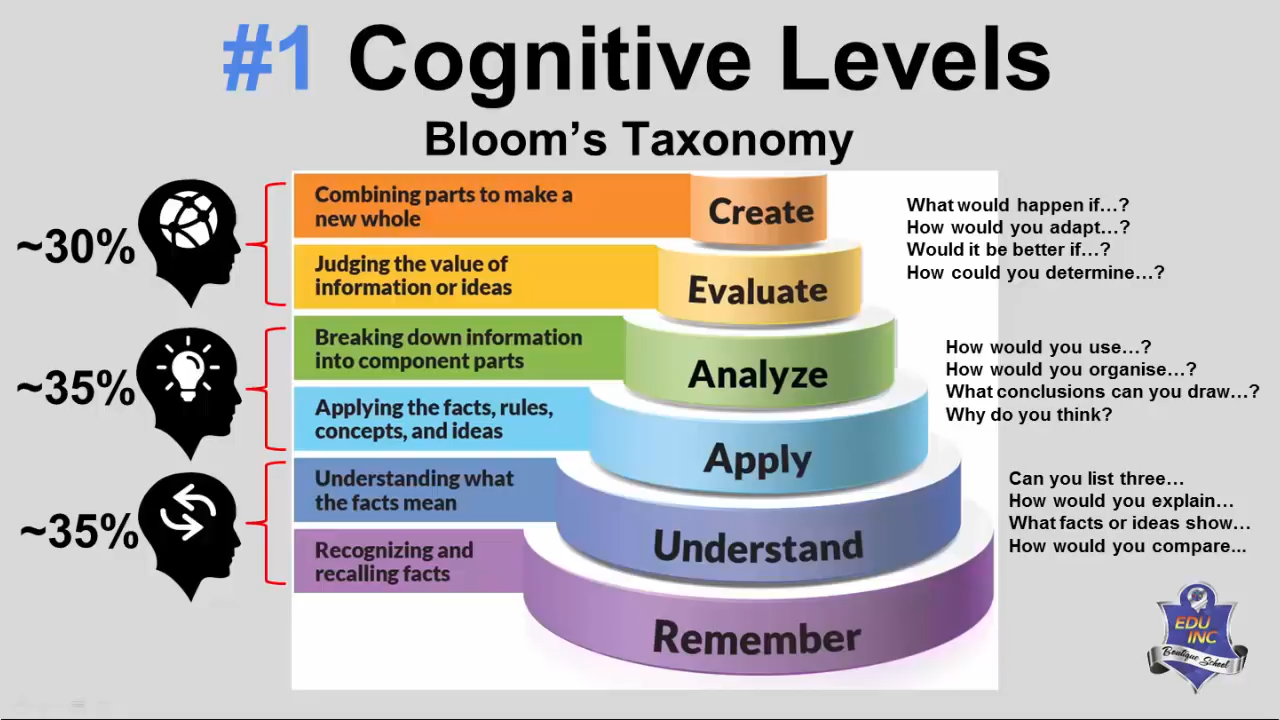 #1 Cognitive Levels
Bloom's Taxonomy
~30%
Combining parts to make a
new whole
Create
Judging the value of
information or ideas
Evaluate
What would happen if…?
How would you adapt…?
Would it be better if…?
How could you determine…?
~35%
Breaking down information
into component parts
Analyze
Applying the facts, rules,
concepts, and ideas
Apply
How would you use…?
How would you organise…?
What conclusions can you draw…?
Why do you think?
~35%
Understanding what
the facts mean
Understand
Recognizing and
recalling facts
Remember
Can you list three…
How would you explain…
What facts or ideas show…
How would you compare...
EDU
INC
Boutique School